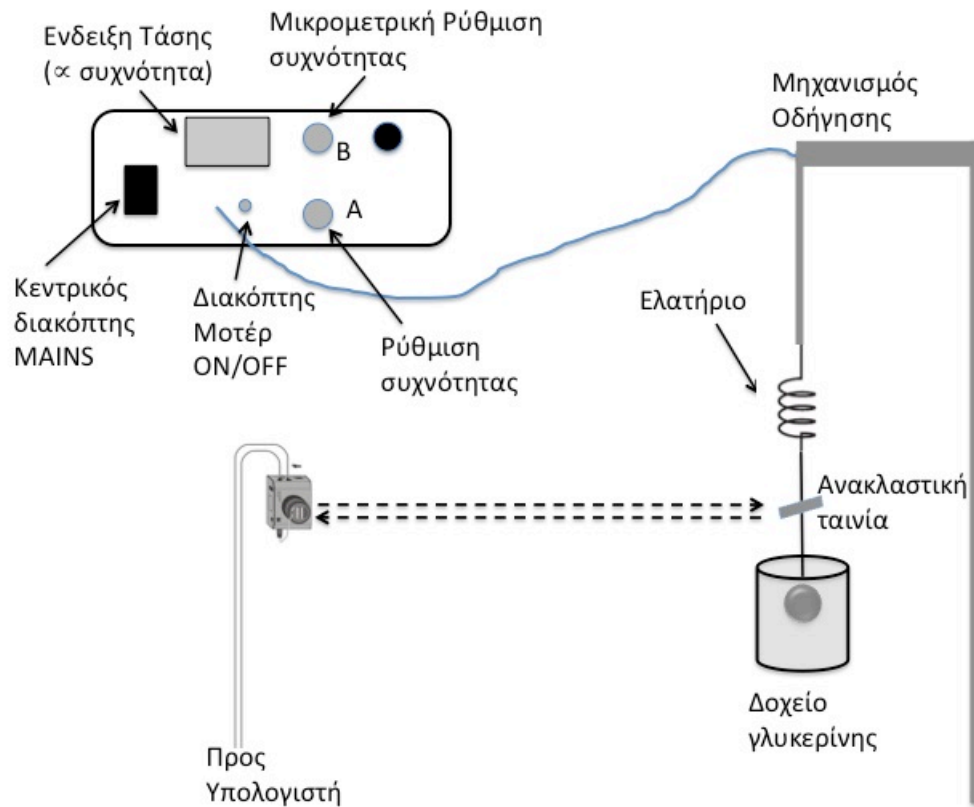 Ενδειξη Τάσης
(∝ συχνότητα)
Μικρομετρική Ρύθμιση
συχνότητας
Μηχανισμός
Οδήγησης
B
A
Κεντρικός
διακόπτης
MAINS
Διακόπτης
Μοτέρ
ON/OFF
Ρύθμιση
συχνότητας
Ελατήριο
Ανακλαστική
ταινία
Δοχείο
γλυκερίνης
Προς
Υπολογιστή